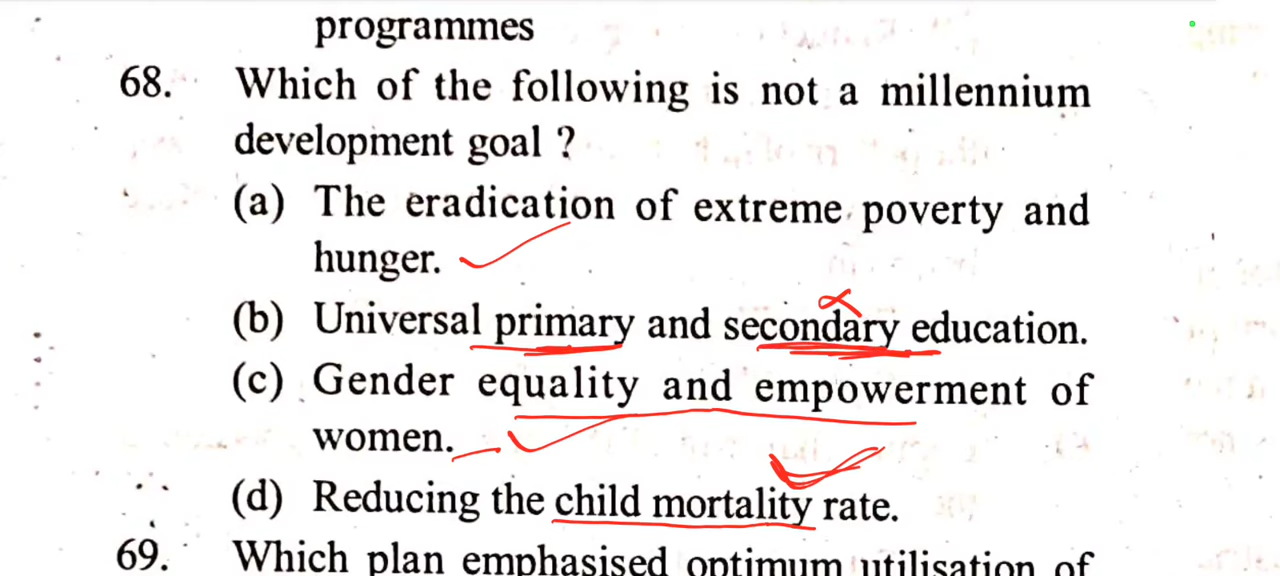 programmes
68. Which of the following is not a millennium
development goal ?
(a) The eradication of extreme poverty and
hunger.
(b) Universal primary and secondary education.
(c) Gender equality and empowerment of
women.
(d) Reducing the child mortality rate.
69. Which plan emphasised optimum utilisation of